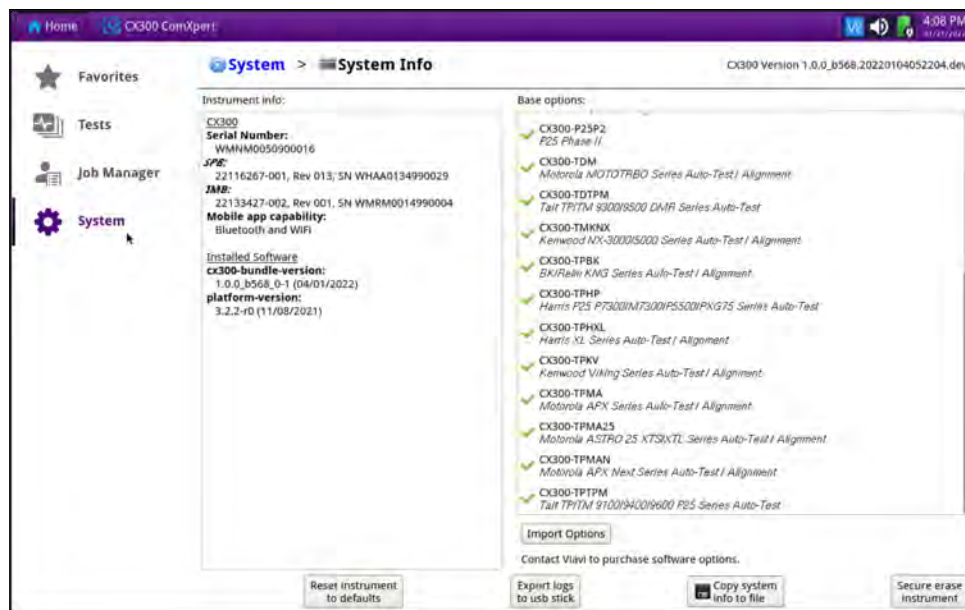 Home
CX300 ComXpert
4:08 PM
Favorites
Tests
Job Manager
System
System > System Info
CX300 Version 1.0.0_b568.20220104052204.dev
Instrument info:
CX300
Serial Number:
WMNM0050900016
SPB:
22116267-001, Rev 013, SN WHAA0134990029
IMB:
22133427-002, Rev 001, SN WMRM0014990004
Mobile app capability:
Bluetooth and WiFi
Installed Software
cx300-bundle-version:
1.0.0_b568_0-1 (04/01/2022)
platform-version:
3.2.2-r0 (11/08/2021)
Base options:
CX300-P25P2
P25 Phase II
CX300-TDM
Motorola MOTOTRBO Series Auto-Test / Alignment
CX300-TDTPM
Tait TP/TM 9300/9500 DMR Series Auto-Test
CX300-TMKNX
Kenwood NX-3000/5000 Series Auto-Test / Alignment
CX300-TPBK
BK/Relm KNG Series Auto-Test / Alignment
CX300-TPHP
Harris P25 P7300/M7300/P5500/PXG75 Series Auto-Test
CX300-TPHXL
Harris XL Series Auto-Test / Alignment
CX300-TPKV
Kenwood Viking Series Auto-Test / Alignment
CX300-TPMA
Motorola APX Series Auto-Test / Alignment
CX300-TPMA25
Motorola ASTRO 25 XTS/XTL Series Auto-Test / Alignment
CX300-TPMAN
Motorola APX Next Series Auto-Test / Alignment
CX300-TPTPM
Tait TP/TM 9100/9400/9600 P25 Series Auto-Test
Import Options
Contact Viavi to purchase software options.
Reset instrument
to defaults
Export logs
to usb stick
Copy system
info to file
Secure erase
instrument